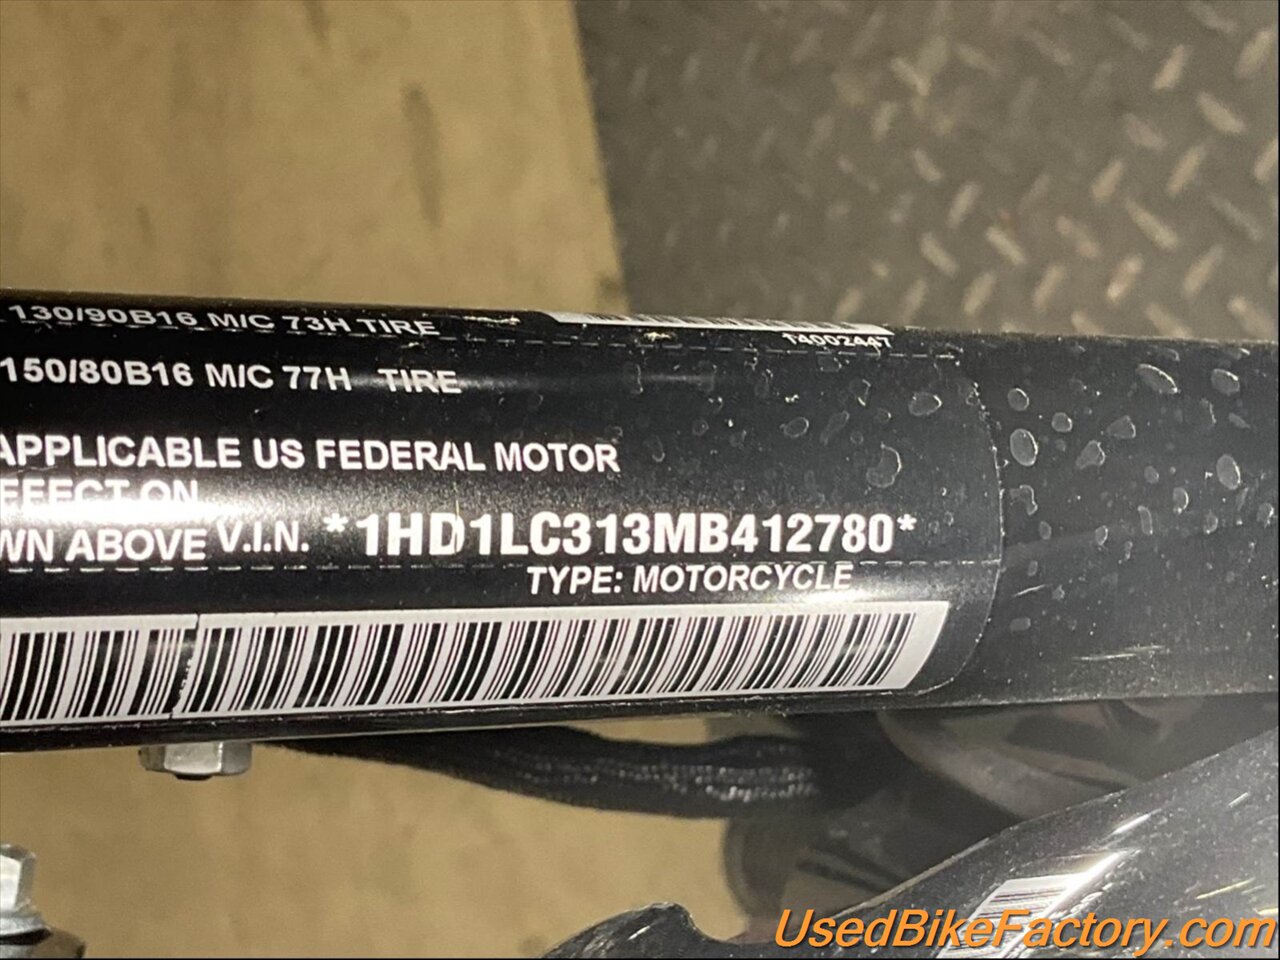 130/90B16 M/C 73H TIRE
T4002447
150/80B16 M/C 77H TIRE
APPLICABLE US FEDERAL MOTOR
EFFECT ON
WN ABOVE V.I.N. *1HD1LC313MB412780*
TYPE: MOTORCYCLE
UsedBikeFactory.com